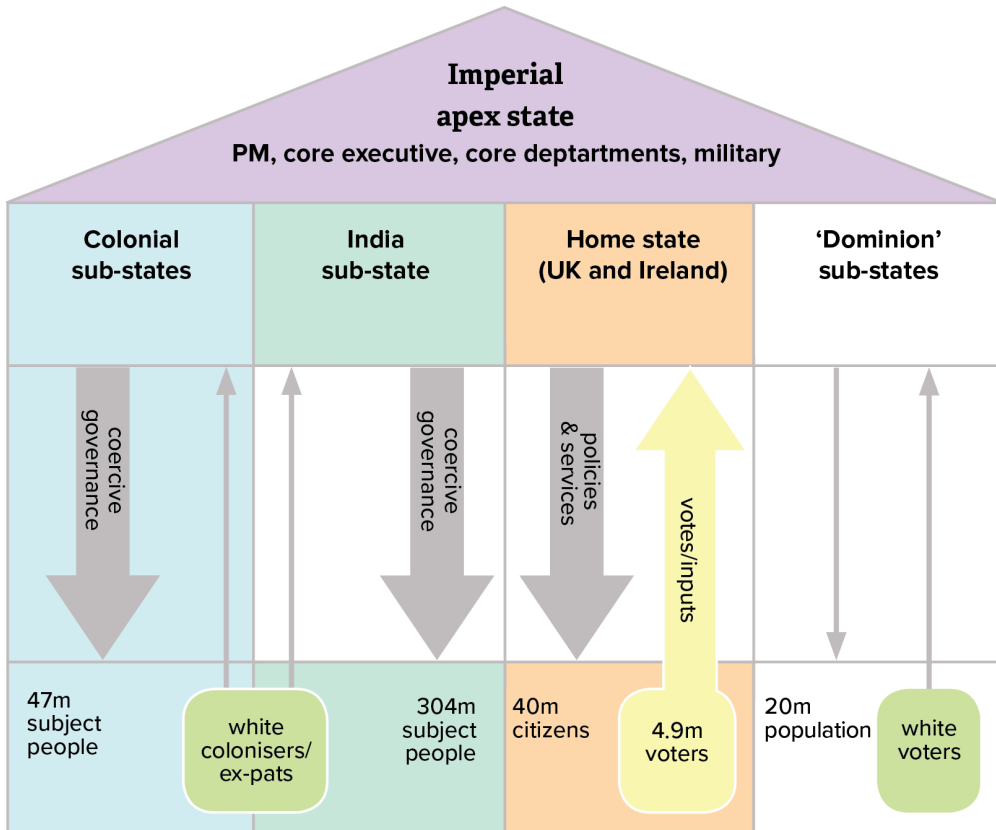 Imperial
apex state
PM, core executive, core deptartments, military
Colonial
sub-states
India
sub-state
Home state
(UK and Ireland)
‘Dominion’
sub-states
coercive
governance
coercive
governance
policies
& services
votes/inputs
47m
subject
people
white
colonisers/
ex-pats
304m
subject
people
40m
citizens
4.9m
voters
20m
population
white
voters